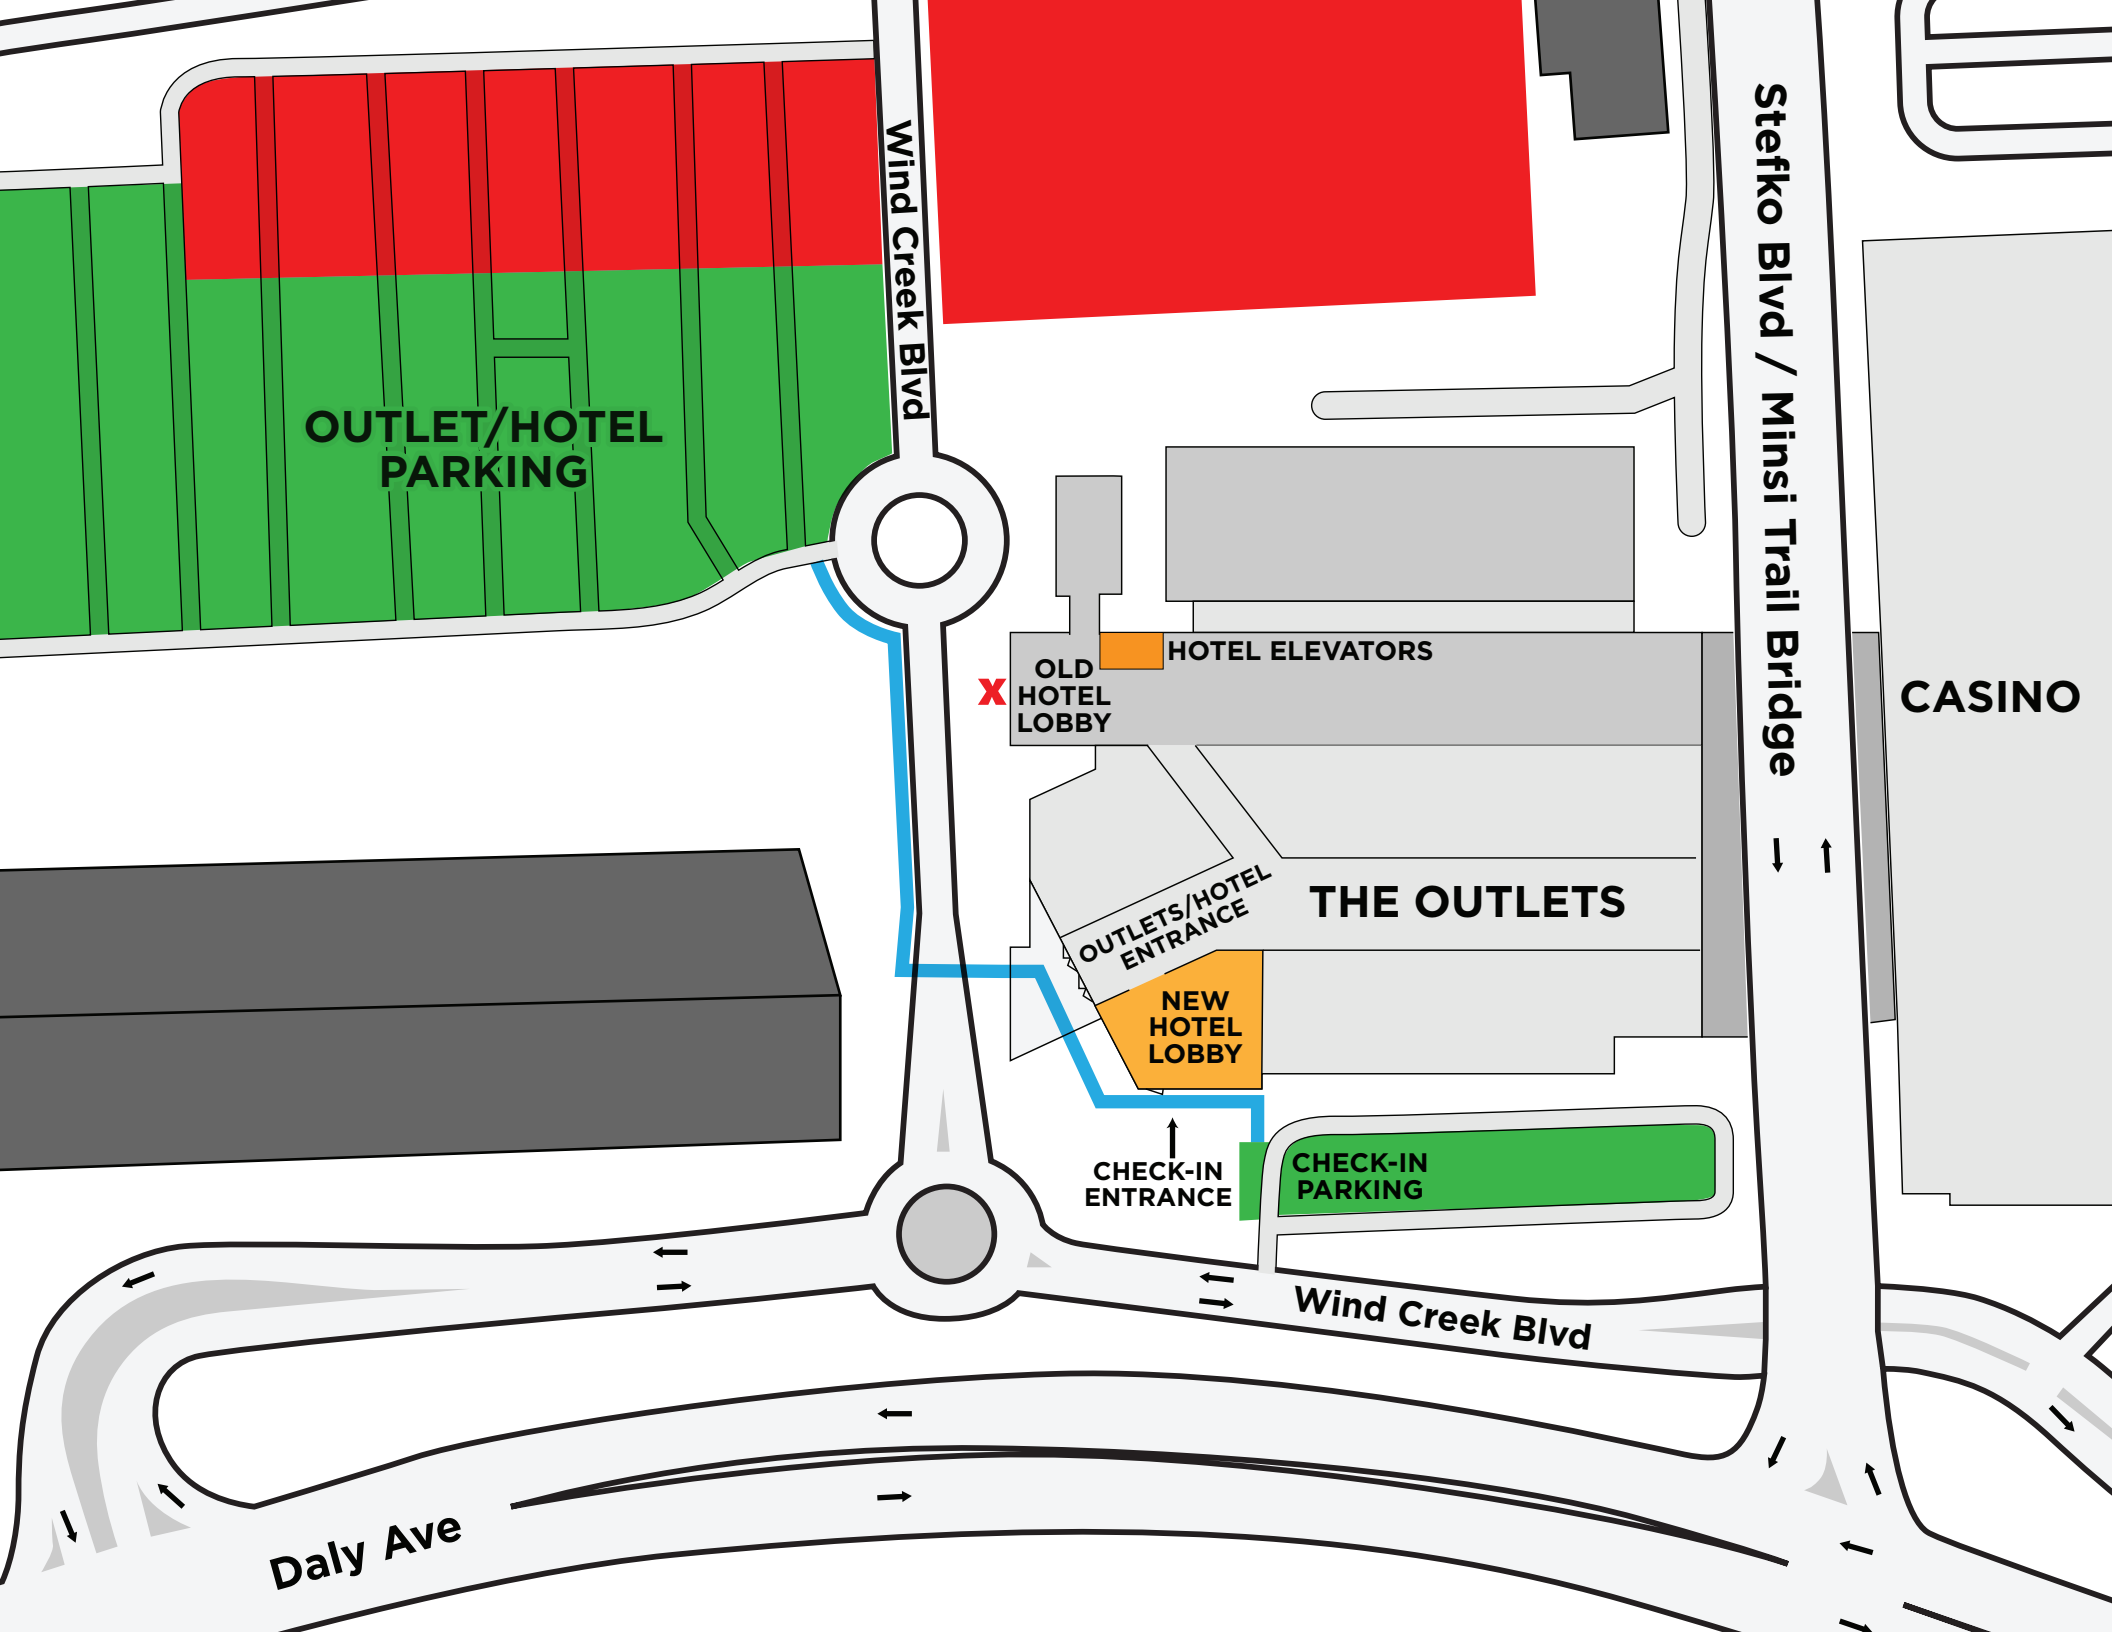 Wind Creek Blvd
Stefko Blvd / Minsi Trail Bridge
OUTLET/HOTEL
PARKING
HOTEL ELEVATORS
OLD
HOTEL
LOBBY
X
CASINO
OUTLETS/HOTEL
ENTRANCE
THE OUTLETS
NEW
HOTEL
LOBBY
CHECK-IN
ENTRANCE
CHECK-IN
PARKING
Wind Creek Blvd
Daly Ave